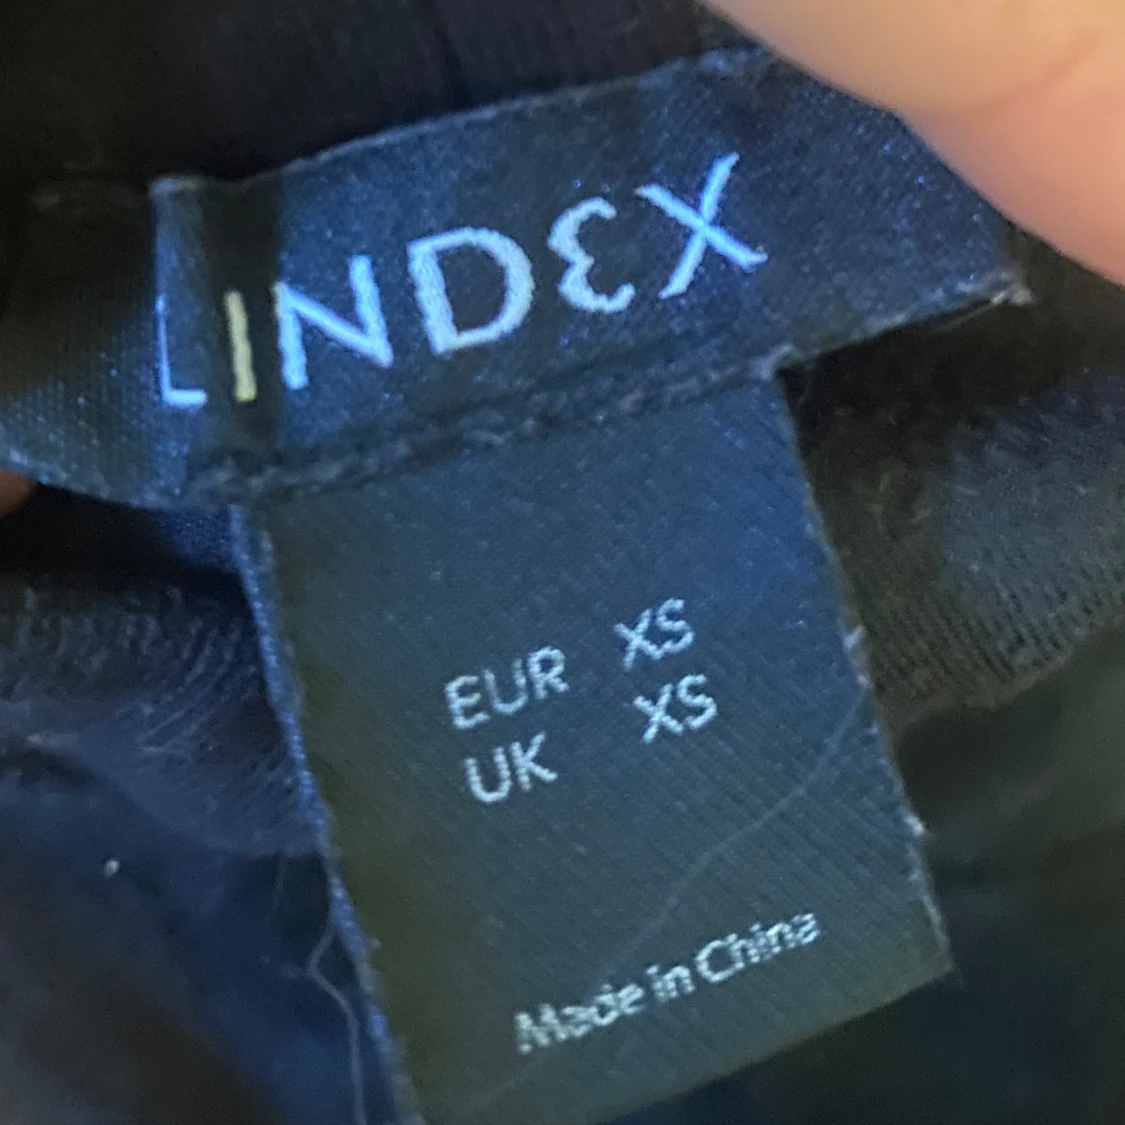 LINDEX
EUR XS
UK XS
Made in China